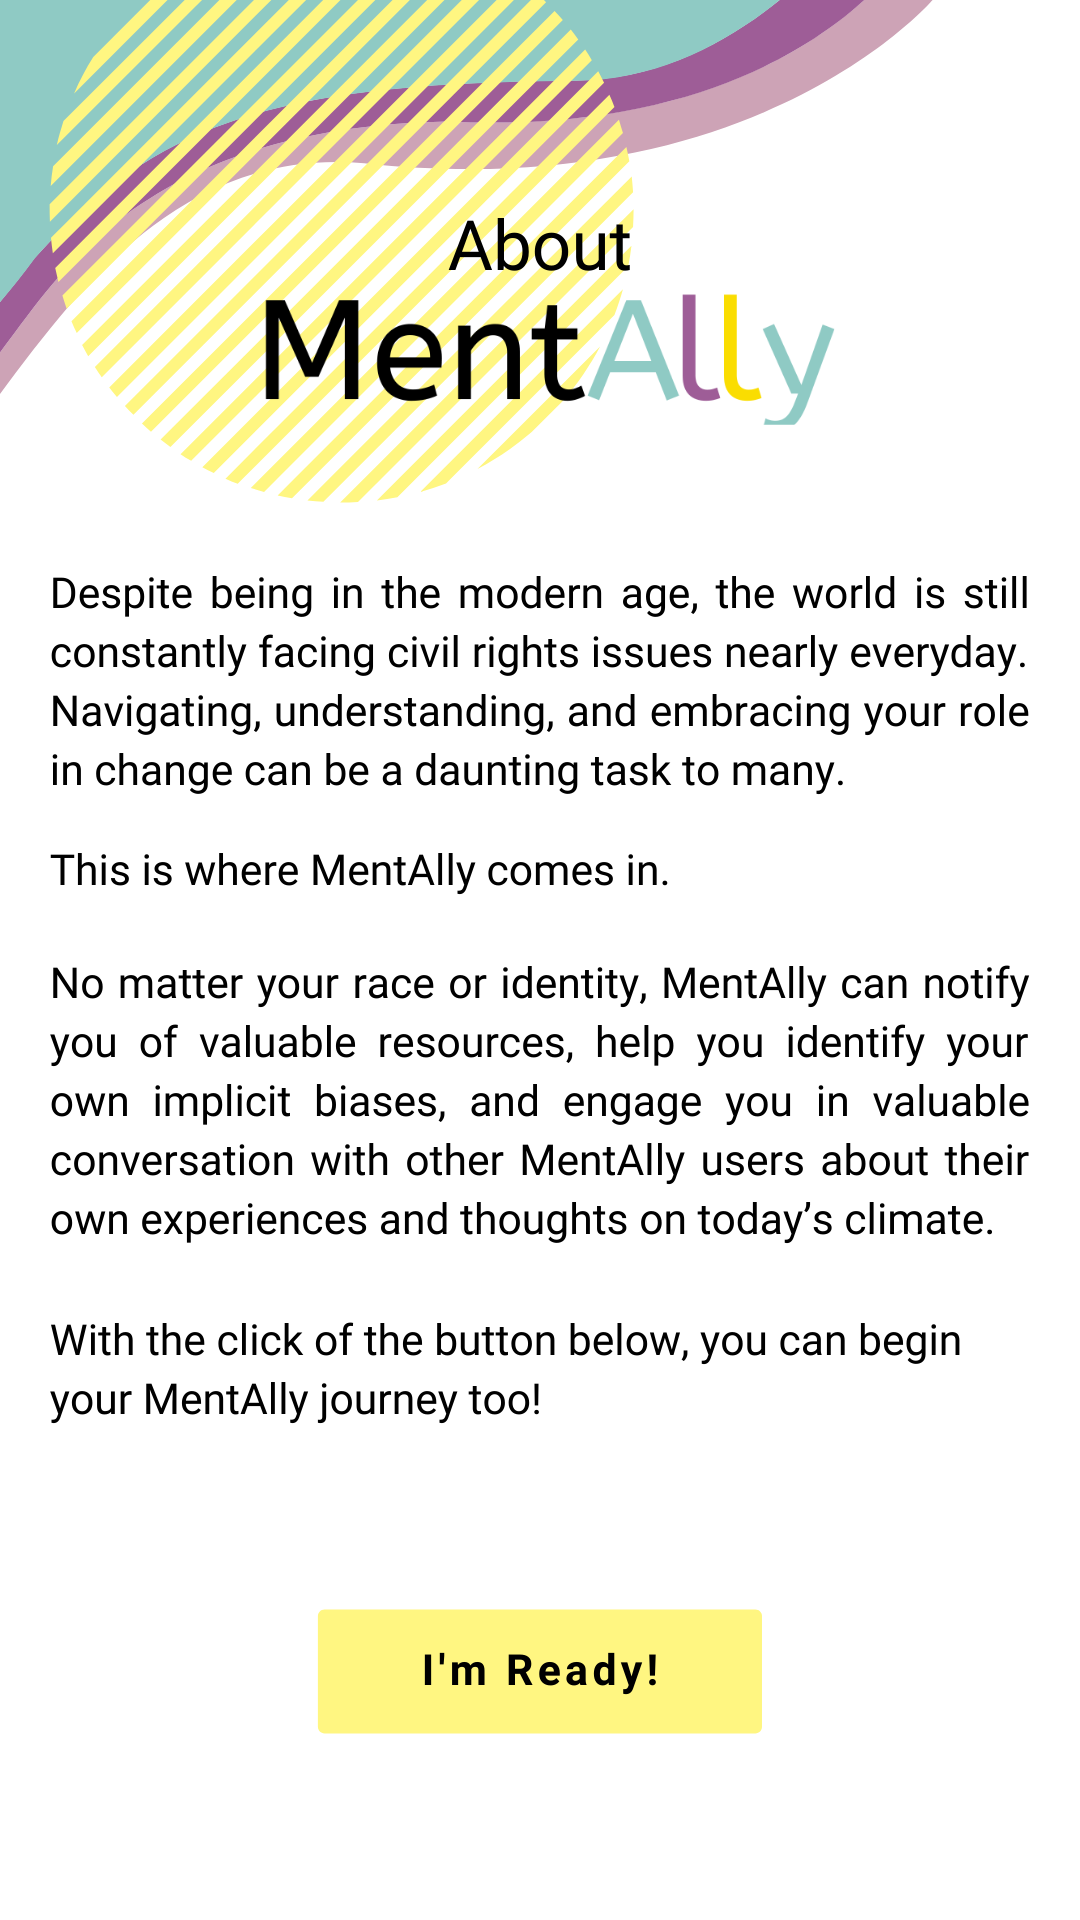 About
MentAlly
Despite being in the modern age, the world is still
constantly facing civil rights issues nearly everyday.
Navigating, understanding, and embracing your role
in change can be a daunting task to many.
This is where MentAlly comes in.
No matter your race or identity, MentAlly can notify
you of valuable resources, help you identify your
own implicit biases, and engage you in valuable
conversation with other MentAlly users about their
own experiences and thoughts on today’s climate.
With the click of the button below, you can begin
your MentAlly journey too!
I'm Ready!